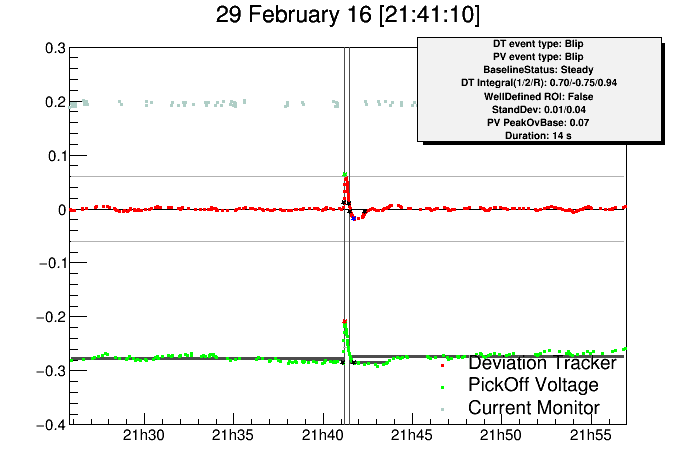 29 February 16 [21:41:10]
DT event type: Blip
PV event type: Blip
BaselineStatus: Steady
DT Integral(1/2/R): 0.70/-0.75/0.94
WellDefined ROI: False
StandDev: 0.01/0.04
PV PeakOvBase: 0.07
Duration: 14 s
0.3
0.2
0.1
0
−0.1
−0.2
−0.3
−0.4
Deviation Tracker
PickOff Voltage
Current Monitor
21h30 21h35 21h40 21h45 21h50 21h55